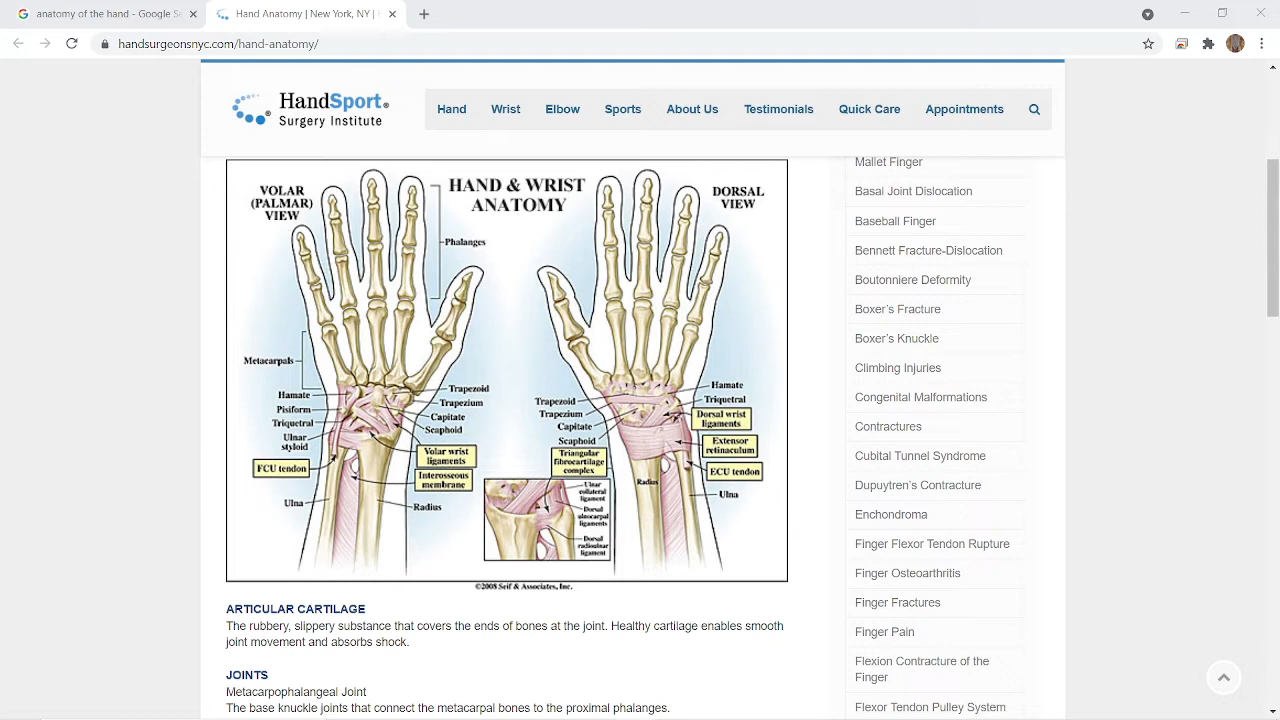 anatomy of the hand - Google Se
Hand Anatomy | New York, NY |
handsurgeonsnyc.com/hand-anatomy/
HandSport®
Surgery Institute
Hand
Wrist
Elbow
Sports
About Us
Testimonials
Quick Care
Appointments
VOLAR
(PALMAR)
VIEW
HAND & WRIST
ANATOMY
DORSAL
VIEW
Phalanges
Metacarpals
Hamate
Pisiform
Triquetral
Ulnar
styloid
FCU tendon
Ulna
Trapezoid
Trapezium
Capitate
Scaphoid
Volar wrist
ligaments
Interosseous
membrane
Radius
Trapezoid
Trapezium
Capitate
Scaphoid
Triangular
fibrocartilage
complex
Ulnar
collateral
ligament
Dorsal
ulnocarpal
ligaments
Dorsal
radioulnar
ligament
Radius
Hamate
Triquetral
Dorsal wrist
ligaments
Extensor
retinaculum
ECU tendon
Ulna
©2008 Seif & Associates, Inc.
ARTICULAR CARTILAGE
The rubbery, slippery substance that covers the ends of bones at the joint. Healthy cartilage enables smooth
joint movement and absorbs shock.
JOINTS
Metacarpophalangeal Joint
The base knuckle joints that connect the metacarpal bones to the proximal phalanges.
Mallet Finger
Basal Joint Dislocation
Baseball Finger
Bennett Fracture-Dislocation
Boutonniere Deformity
Boxer's Fracture
Boxer's Knuckle
Climbing Injuries
Congenital Malformations
Contractures
Cubital Tunnel Syndrome
Dupuytren's Contracture
Enchondroma
Finger Flexor Tendon Rupture
Finger Osteoarthritis
Finger Fractures
Finger Pain
Flexion Contracture of the
Finger
Flexor Tendon Pulley System